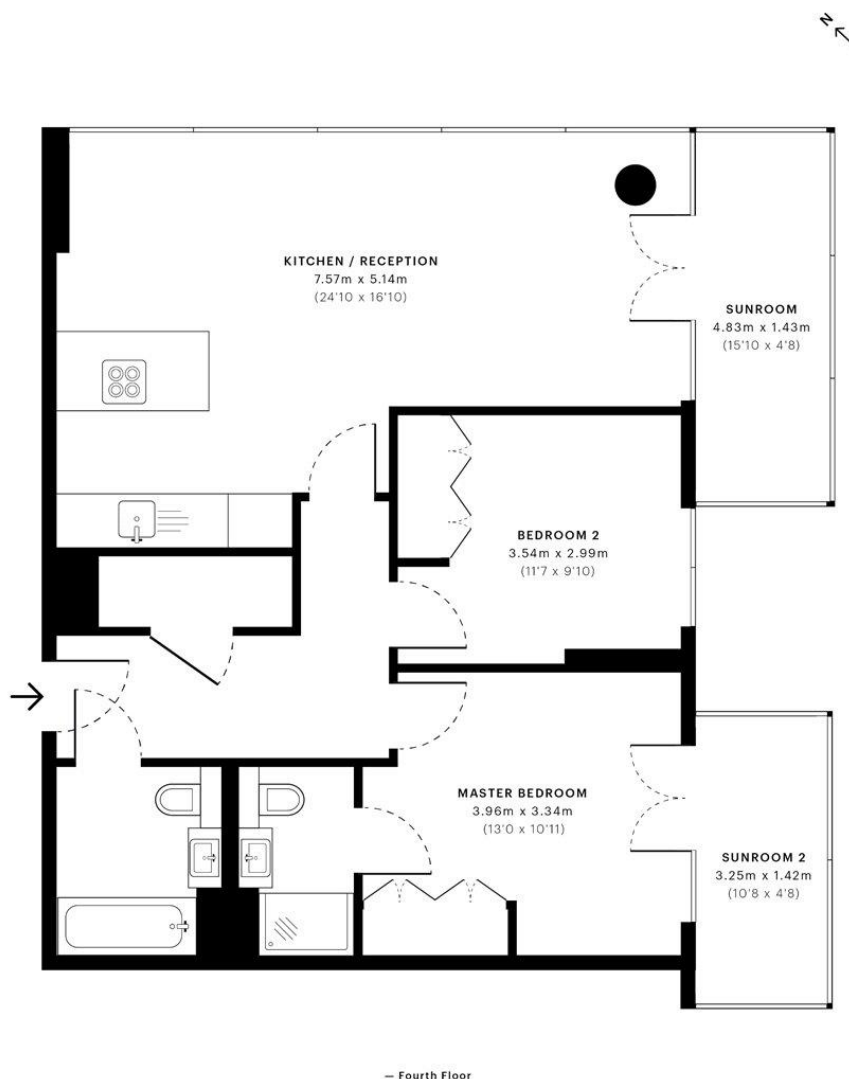 N
KITCHEN / RECEPTION
7.57m x 5.14m
(24'10 x 16'10)
SUNROOM
4.83m x 1.43m
(15'10 x 4'8)
BEDROOM 2
3.54m x 2.99m
(11'7 x 9'10)
MASTER BEDROOM
3.96m x 3.34m
(13'0 x 10'11)
SUNROOM 2
3.25m x 1.42m
(10'8 x 4'8)
— Fourth Floor